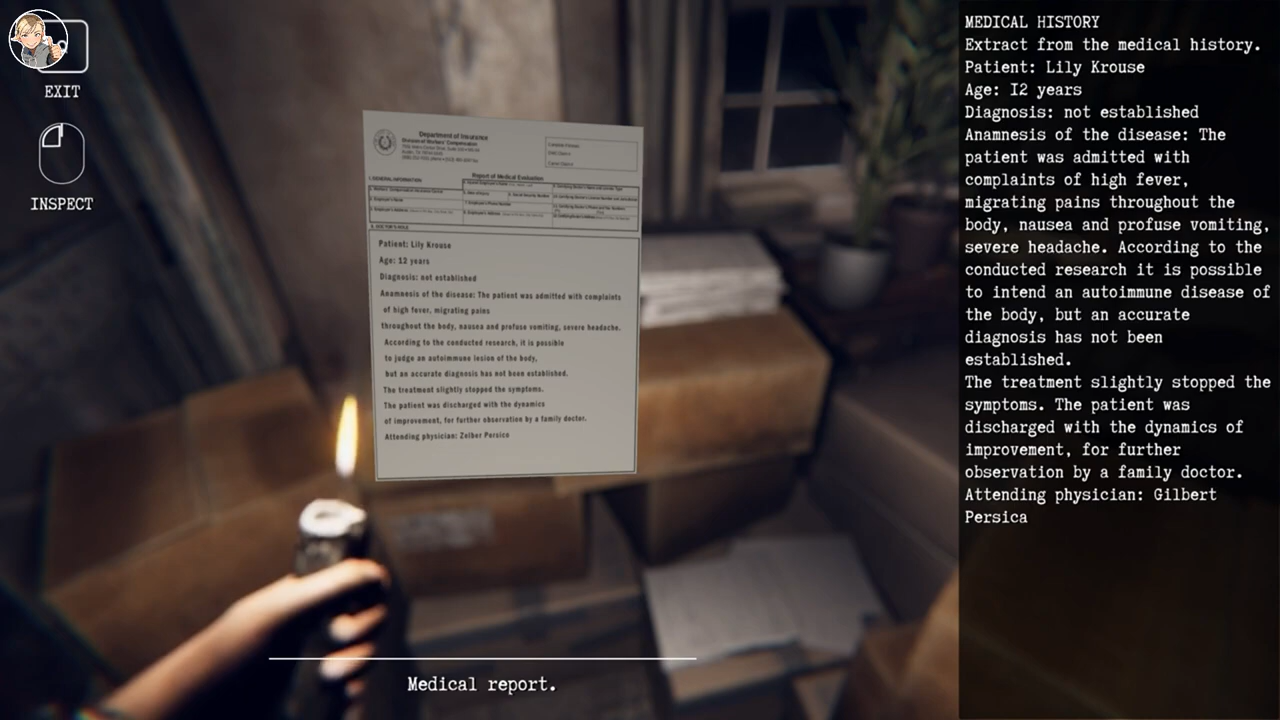 EXIT
INSPECT
Department of Insurance
Division of Workers' Compensation
Report of Medical Evaluation
I. GENERAL INFORMATION
Patient: Lily Krouse
Age: 12 years
Diagnosis: not established
Anamnesis of the disease: The patient was admitted with complaints
of high fever, migrating pains
throughout the body, nausea and profuse vomiting, severe headache.
According to the conducted research, it is possible
to judge an autoimmune lesion of the body,
but an accurate diagnosis has not been established.
The treatment slightly stopped the symptoms.
The patient was discharged with the dynamics
of improvement, for further observation by a family doctor.
Attending physician: Zelber Persico
Medical report.
MEDICAL HISTORY
Extract from the medical history.
Patient: Lily Krouse
Age: I2 years
Diagnosis: not established
Anamnesis of the disease: The
patient was admitted with
complaints of high fever,
migrating pains throughout the
body, nausea and profuse vomiting,
severe headache. According to the
conducted research it is possible
to intend an autoimmune disease of
the body, but an accurate
diagnosis has not been
established.
The treatment slightly stopped the
symptoms. The patient was
discharged with the dynamics of
improvement, for further
observation by a family doctor.
Attending physician: Gilbert
Persica